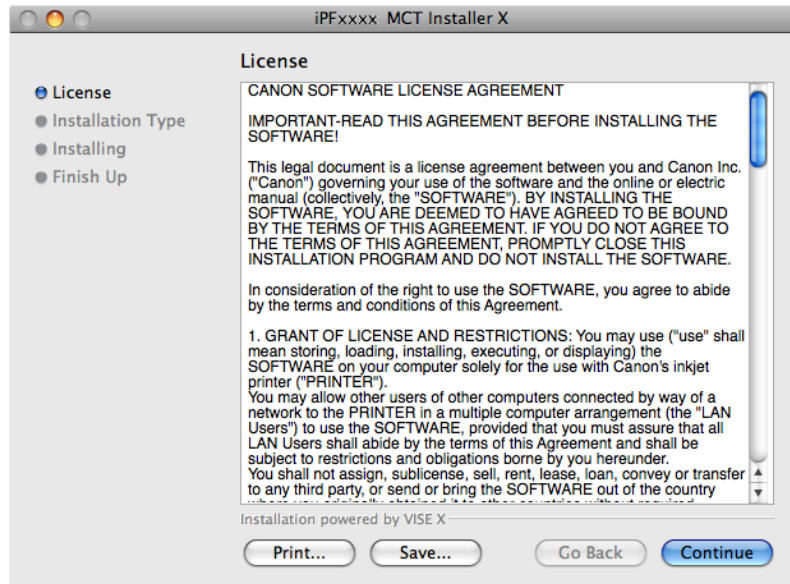 iPFxxxx MCT Installer X
License
License
Installation Type
Installing
Finish Up
CANON SOFTWARE LICENSE AGREEMENT
IMPORTANT-READ THIS AGREEMENT BEFORE INSTALLING THE
SOFTWARE!
This legal document is a license agreement between you and Canon Inc.
("Canon") governing your use of the software and the online or electric
manual (collectively, the "SOFTWARE"). BY INSTALLING THE
SOFTWARE, YOU ARE DEEMED TO HAVE AGREED TO BE BOUND
BY THE TERMS OF THIS AGREEMENT. IF YOU DO NOT AGREE TO
THE TERMS OF THIS AGREEMENT, PROMPTLY CLOSE THIS
INSTALLATION PROGRAM AND DO NOT INSTALL THE SOFTWARE.
In consideration of the right to use the SOFTWARE, you agree to abide
by the terms and conditions of this Agreement.
1. GRANT OF LICENSE AND RESTRICTIONS: You may use ("use" shall
mean storing, loading, installing, executing, or displaying) the
SOFTWARE on your computer solely for the use with Canon's inkjet
printer ("PRINTER").
You may allow other users of other computers connected by way of a
network to the PRINTER in a multiple computer arrangement (the "LAN
Users") to use the SOFTWARE, provided that you must assure that all
LAN Users shall abide by the terms of this Agreement and shall be
subject to restrictions and obligations borne by you hereunder.
You shall not assign, sublicense, sell, rent, lease, loan, convey or transfer
to any third party, or send or bring the SOFTWARE out of the country
Installation powered by VISE X
Print...
Save...
Go Back
Continue